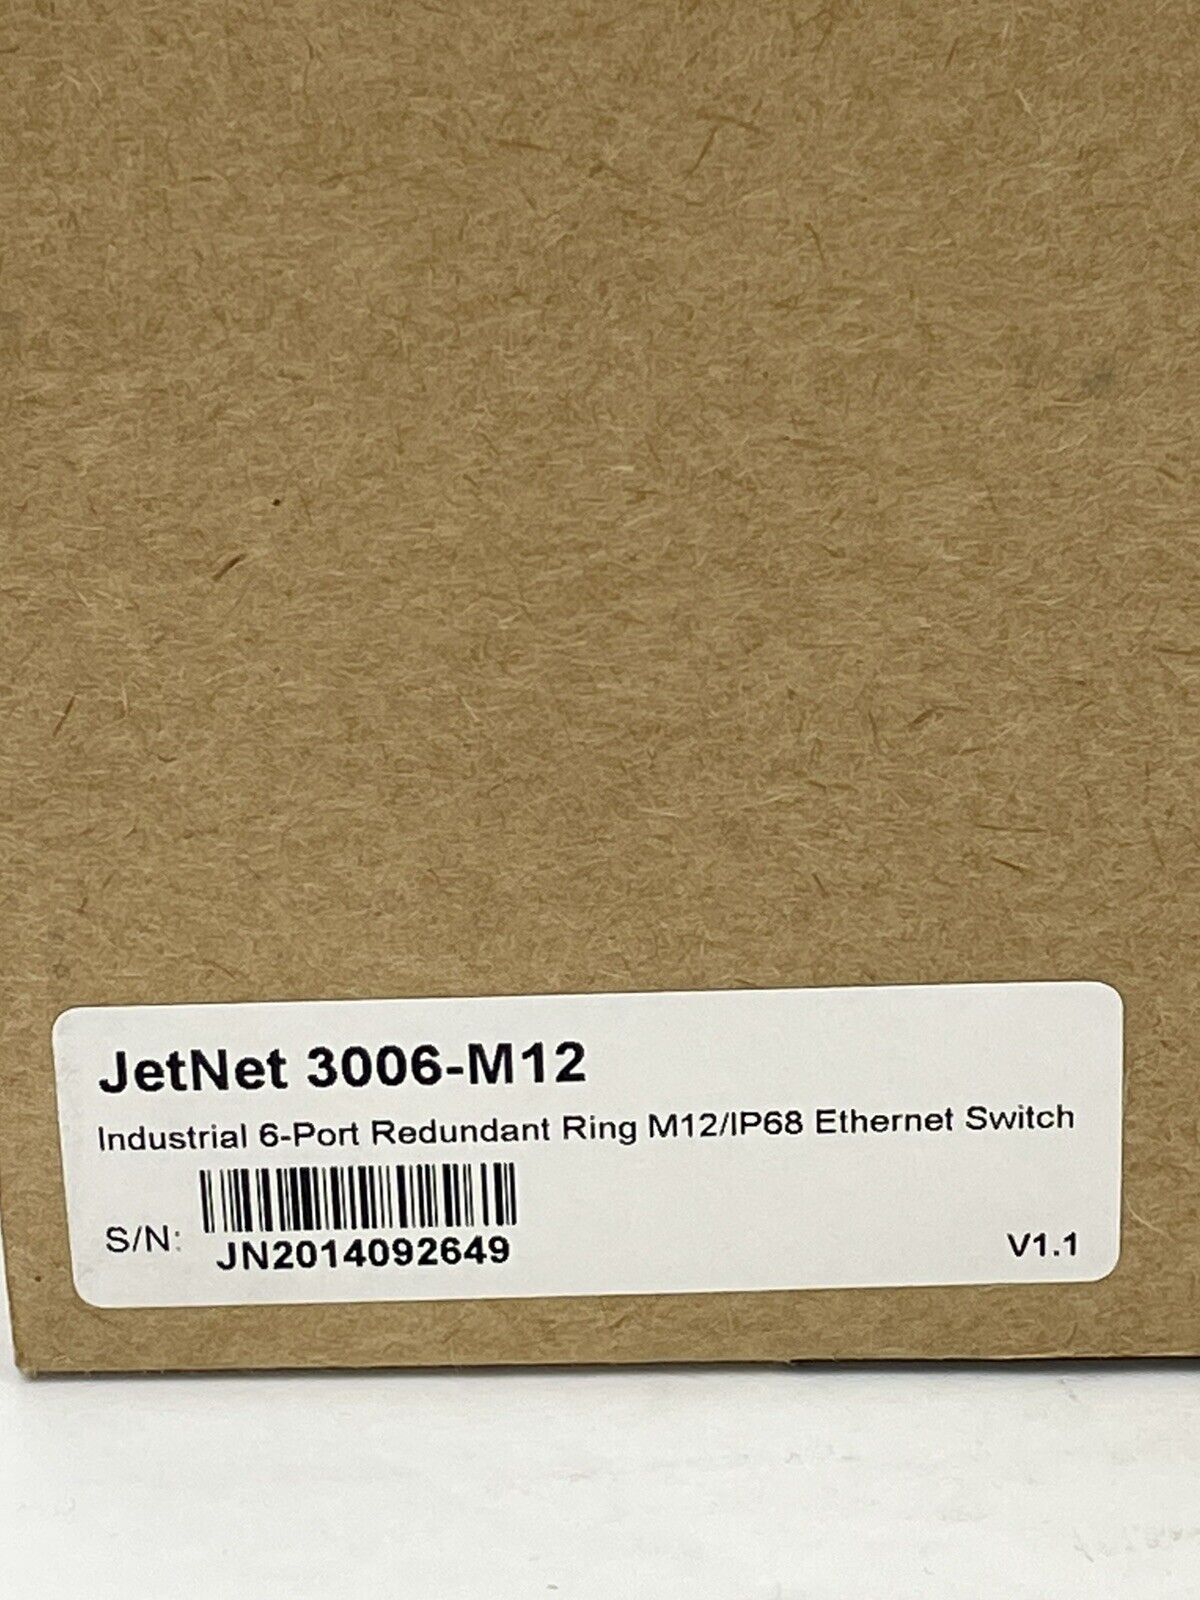 JetNet 3006-M12
Industrial 6-Port Redundant Ring M12/IP68 Ethernet Switch
S/N:
JN2014092649
V1.1